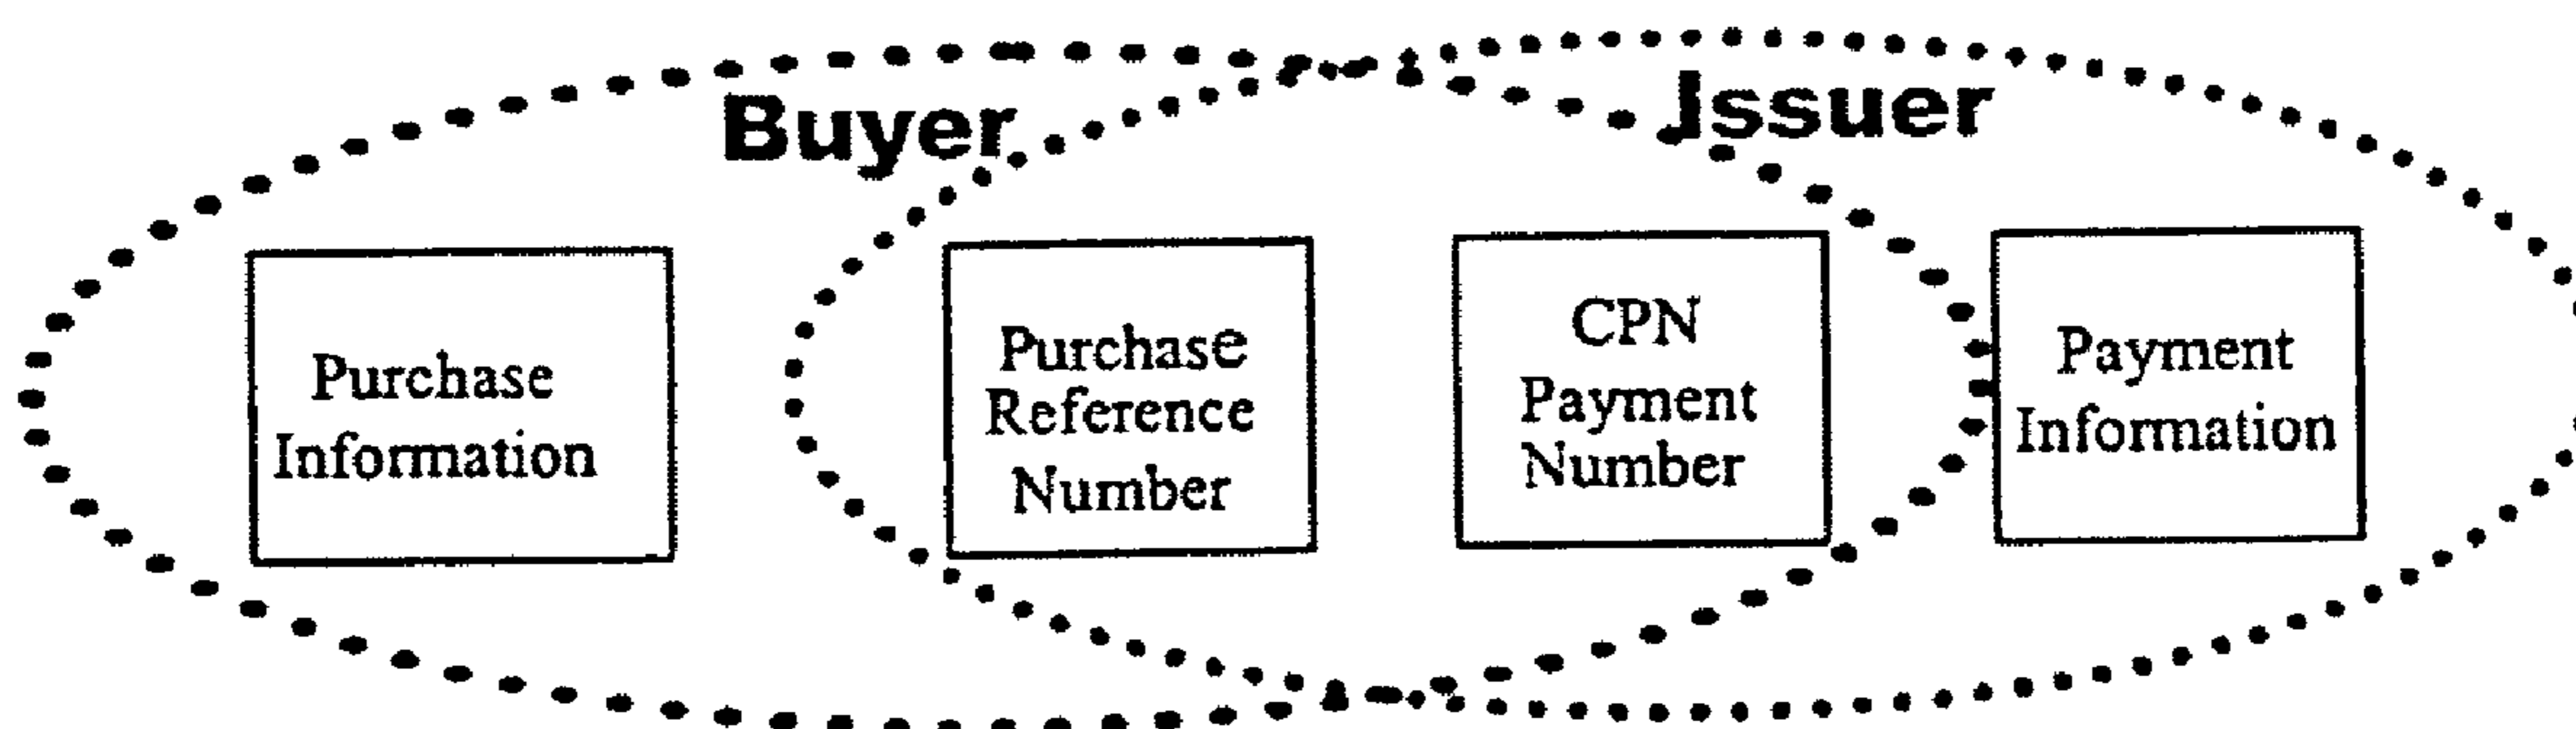 Buyer
Issuer
Purchase
Information
Purchase
Reference
Number
CPN
Payment
Number
Payment
Information